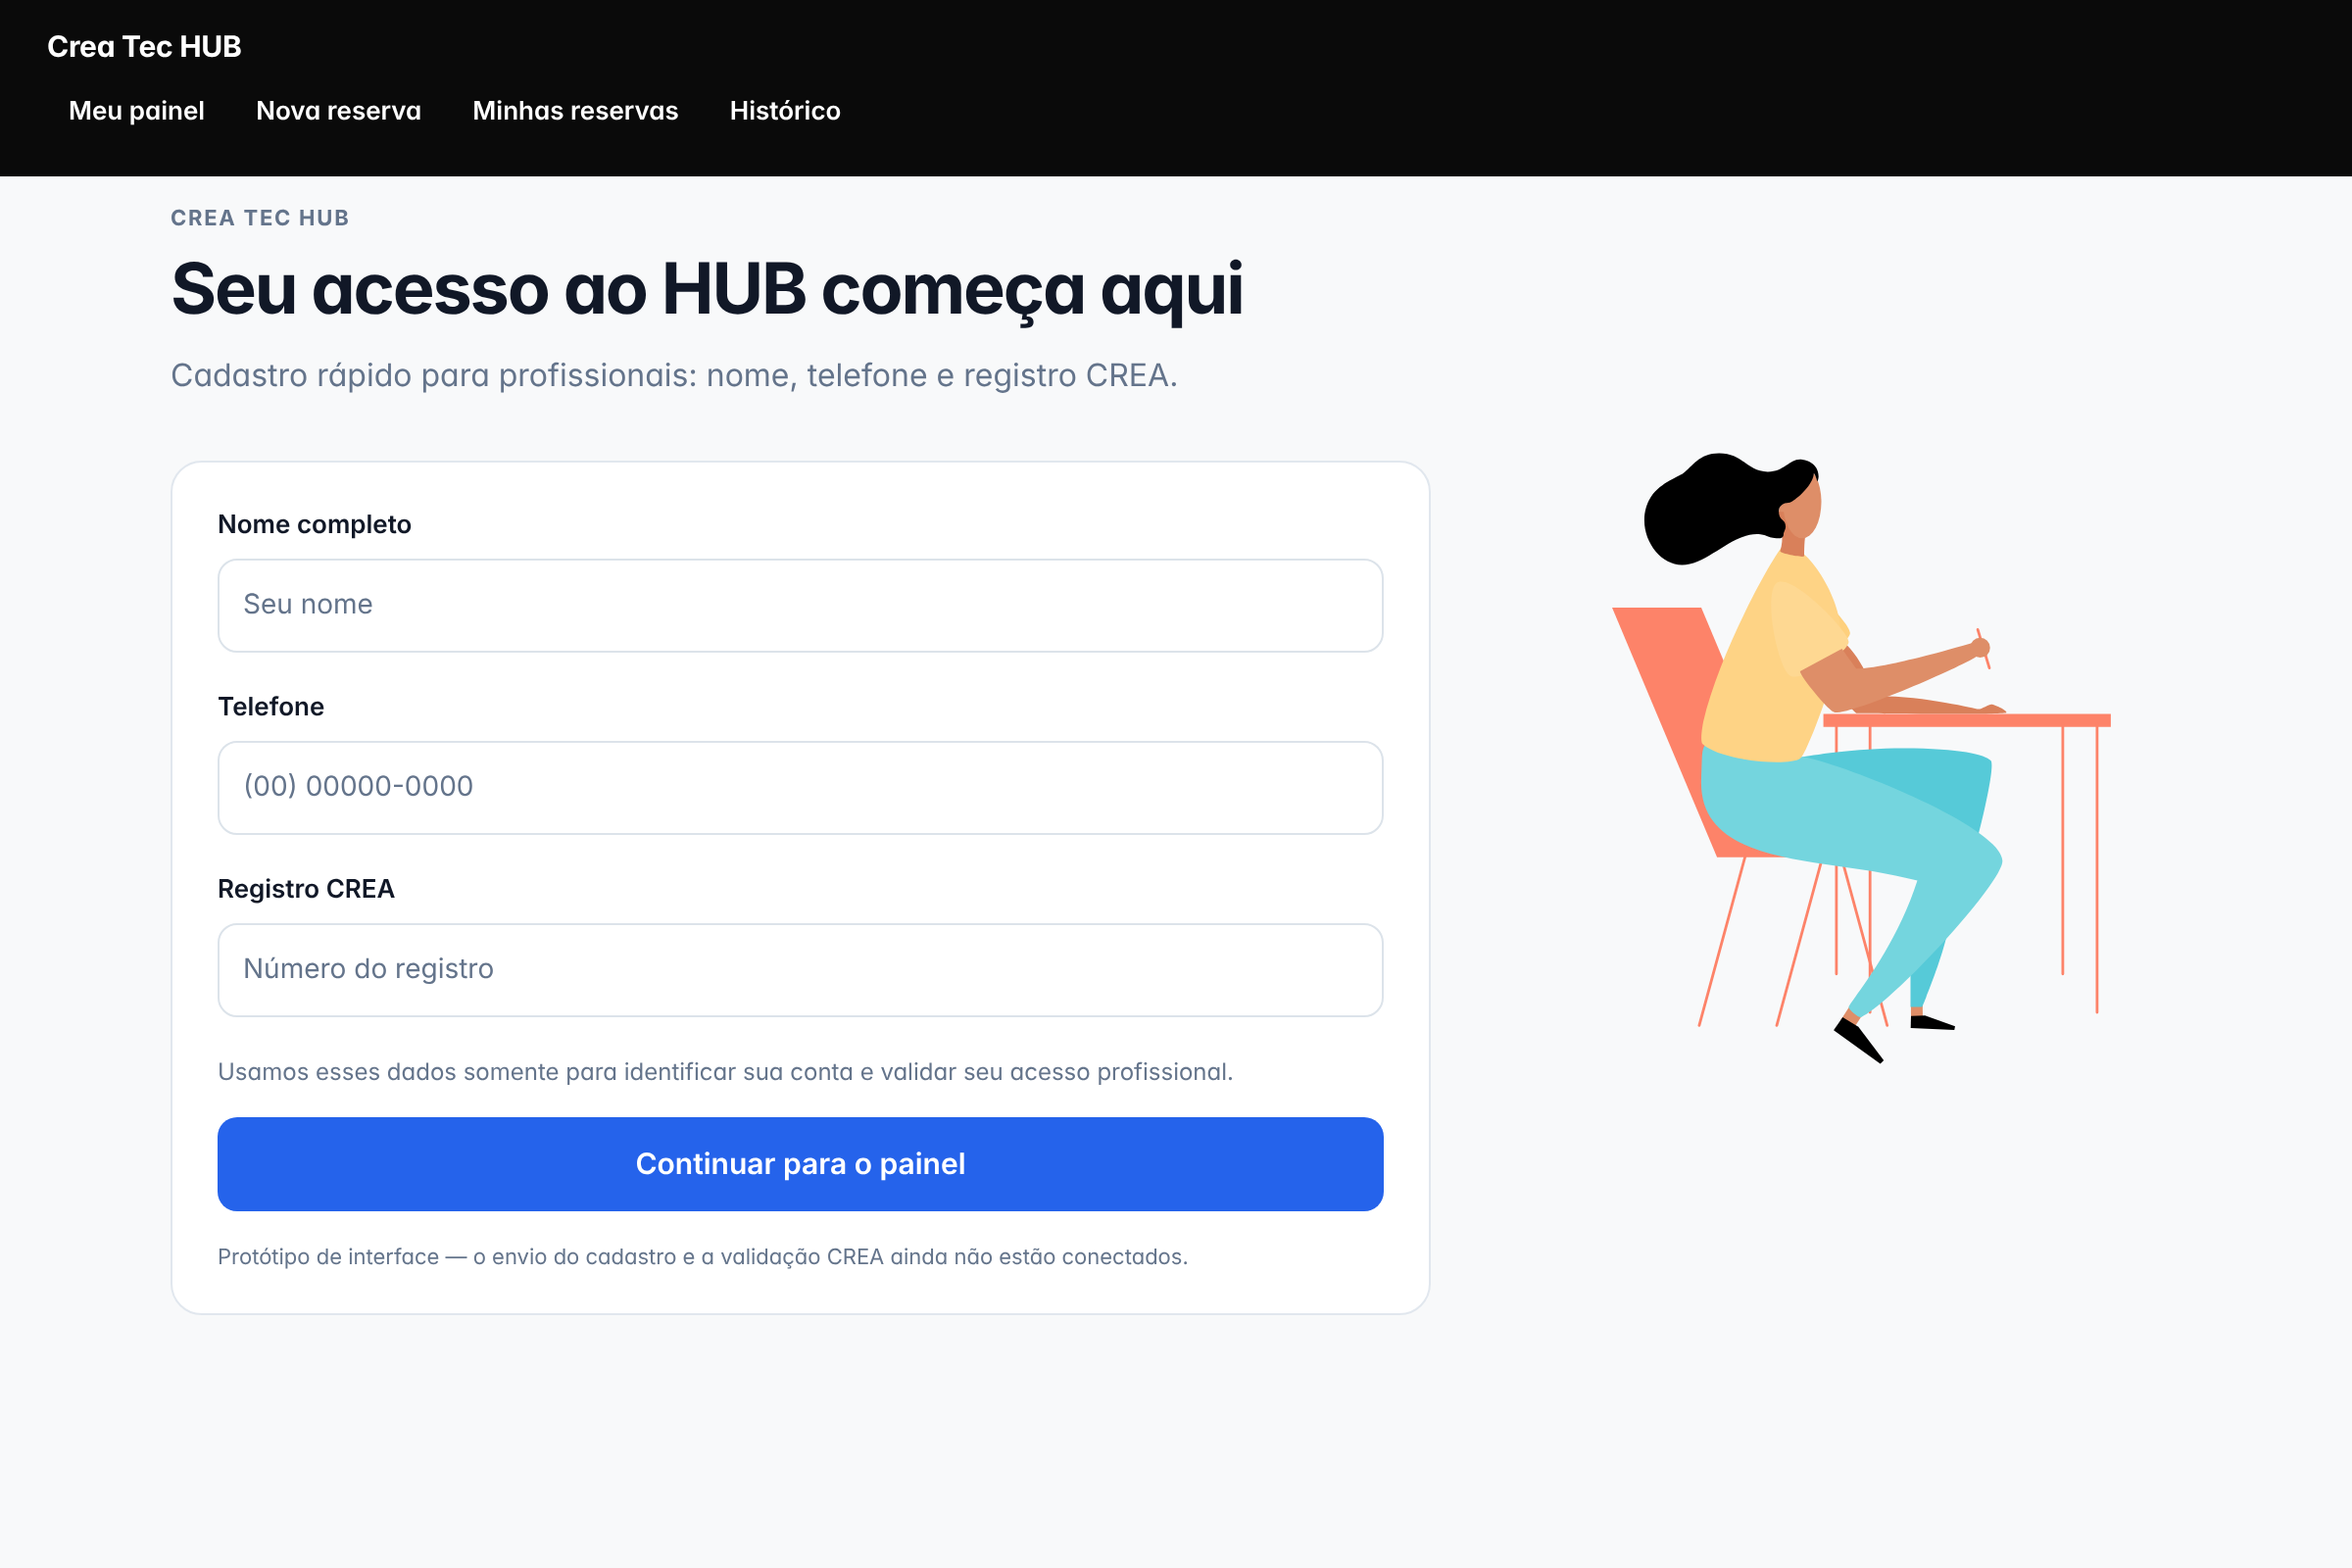 Crea Tec HUB
Meu painel Nova reserva Minhas reservas Histórico
CREA TEC HUB
Seu acesso ao HUB começa aqui
Cadastro rápido para profissionais: nome, telefone e registro CREA.
Nome completo
Seu nome
Telefone
(00) 00000-0000
Registro CREA
Número do registro
Usamos esses dados somente para identificar sua conta e validar seu acesso profissional.
Continuar para o painel
Protótipo de interface — o envio do cadastro e a validação CREA ainda não estão conectados.